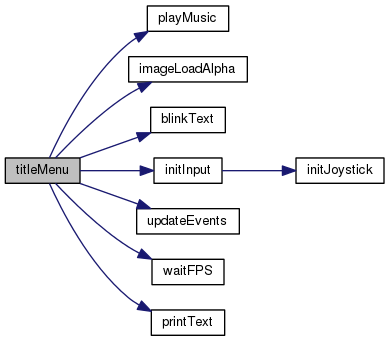 playMusic
imageLoadAlpha
blinkText
titleMenu
initInput
initJoystick
updateEvents
waitFPS
printText